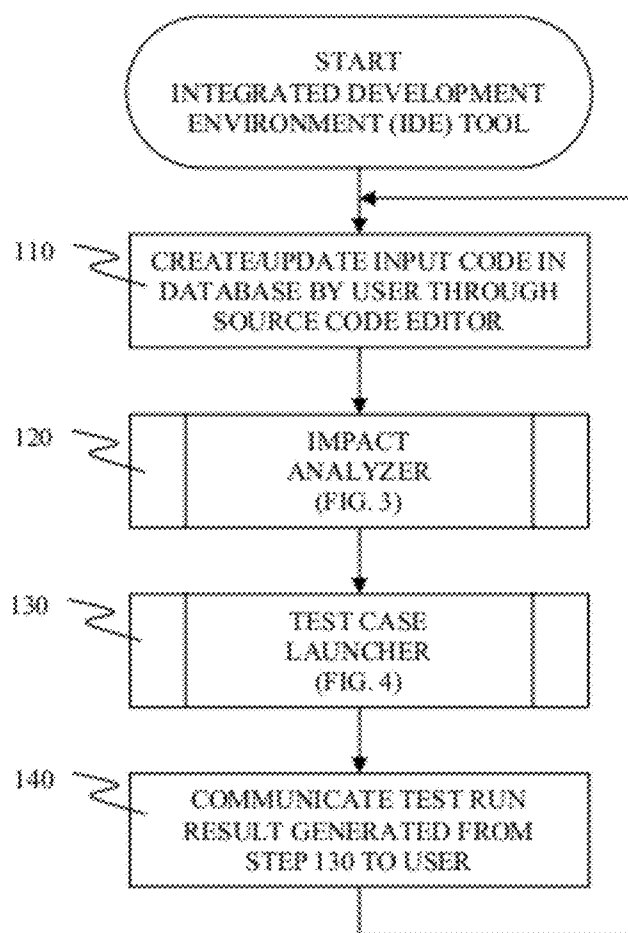 START
INTEGRATED DEVELOPMENT
ENVIRONMENT (IDE) TOOL
110
CREATE/UPDATE INPUT CODE IN
DATABASE BY USER THROUGH
SOURCE CODE EDITOR
120
IMPACT
ANALYZER
(FIG. 3)
130
TEST CASE
LAUNCHER
(FIG. 4)
140
COMMUNICATE TEST RUN
RESULT GENERATED FROM
STEP 130 TO USER